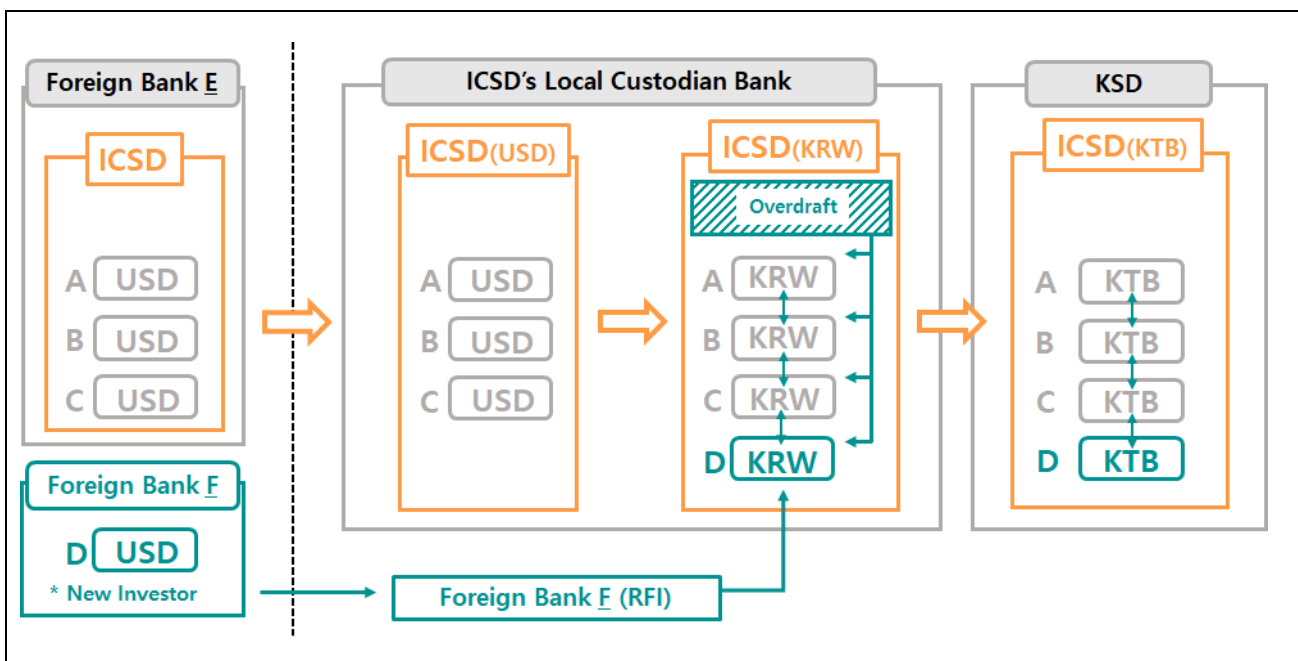 Foreign Bank E
ICSD
A USD
B USD
C USD
Foreign Bank F
D USD
* New Investor
ICSD's Local Custodian Bank
ICSD(USD)
A USD
B USD
C USD
ICSD(KRW)
Overdraft
A KRW
B KRW
C KRW
D KRW
Foreign Bank F (RFI)
KSD
ICSD(KTB)
A KTB
B KTB
C KTB
D KTB